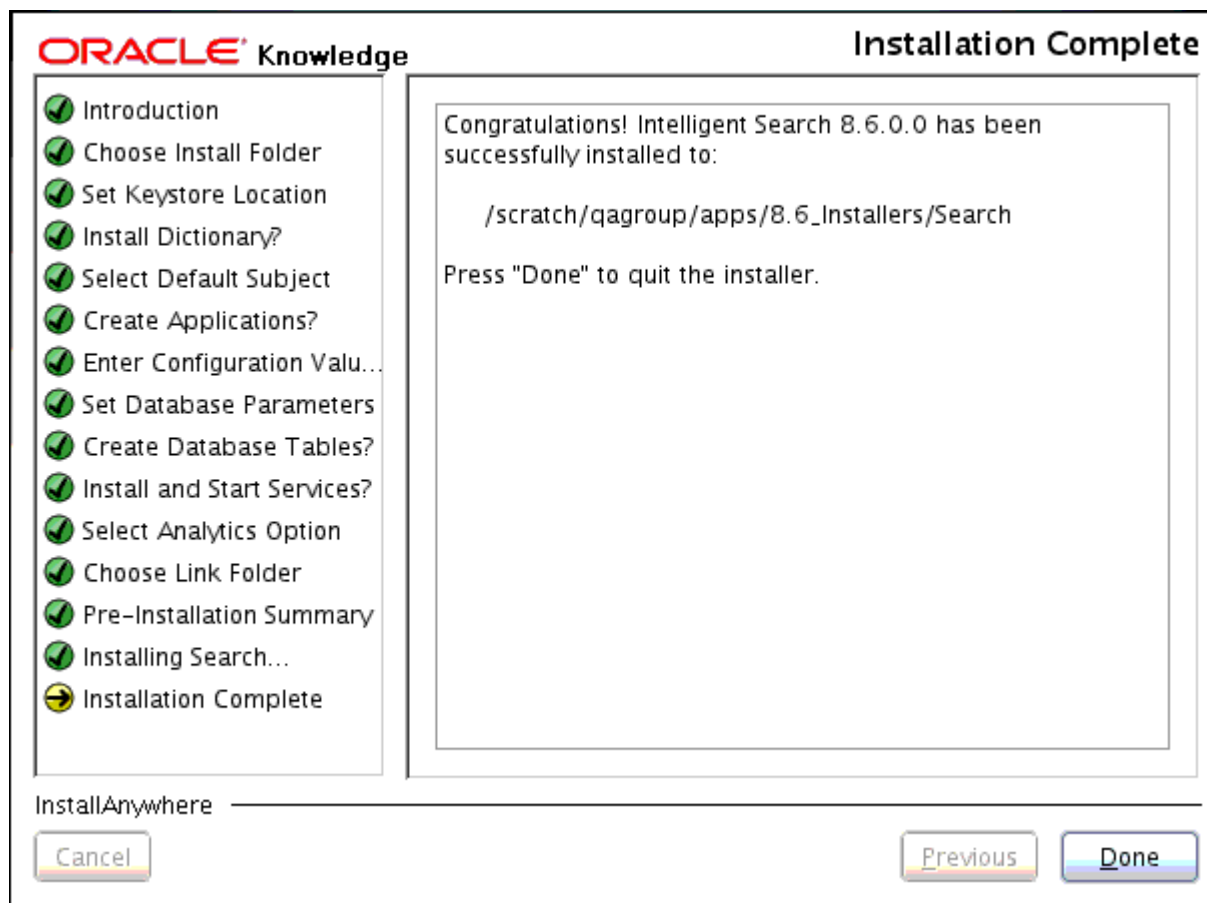 ORACLE Knowledge
Installation Complete
Introduction
Choose Install Folder
Set Keystore Location
Install Dictionary?
Select Default Subject
Create Applications?
Enter Configuration Valu...
Set Database Parameters
Create Database Tables?
Install and Start Services?
Select Analytics Option
Choose Link Folder
Pre-Installation Summary
Installing Search...
Installation Complete
Congratulations! Intelligent Search 8.6.0.0 has been
successfully installed to:
/scratch/qagroup/apps/8.6_Installers/Search
Press "Done" to quit the installer.
InstallAnywhere
Cancel
Previous
Done